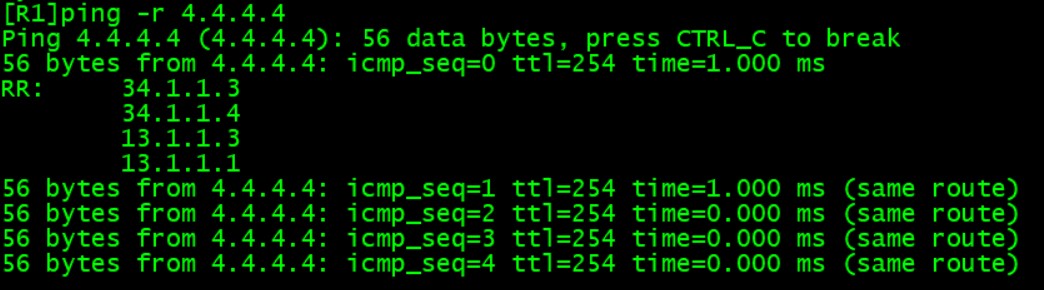 [R1]ping -r 4.4.4.4
Ping 4.4.4.4 (4.4.4.4): 56 data bytes, press CTRL_C to break
56 bytes from 4.4.4.4: icmp_seq=0 ttl=254 time=1.000 ms
RR:      34.1.1.3
         34.1.1.4
         13.1.1.3
         13.1.1.1
56 bytes from 4.4.4.4: icmp_seq=1 ttl=254 time=1.000 ms (same route)
56 bytes from 4.4.4.4: icmp_seq=2 ttl=254 time=0.000 ms (same route)
56 bytes from 4.4.4.4: icmp_seq=3 ttl=254 time=0.000 ms (same route)
56 bytes from 4.4.4.4: icmp_seq=4 ttl=254 time=0.000 ms (same route)